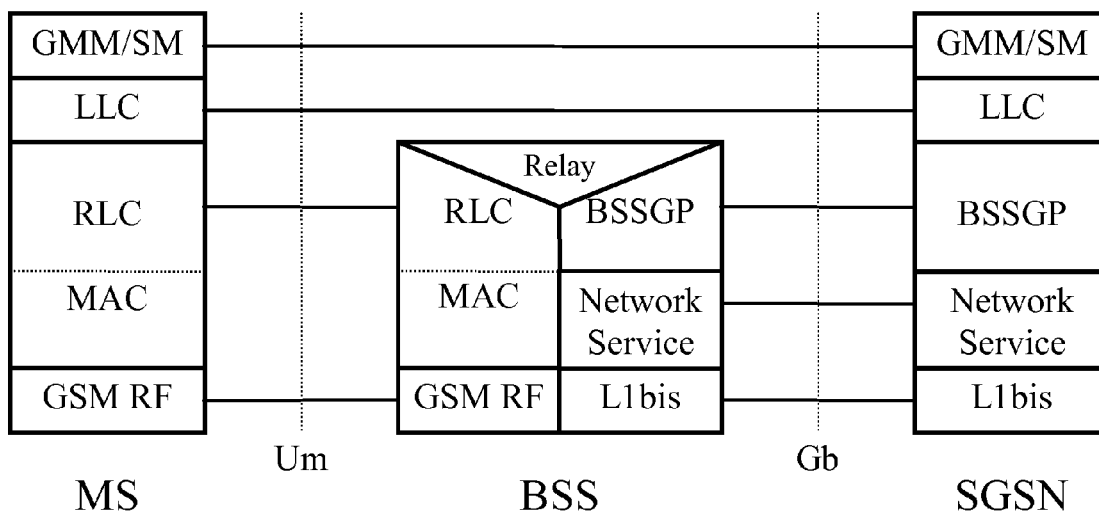 GMM/SM
GMM/SM
LLC
LLC
Relay
RLC
RLC
BSSGP
BSSGP
MAC
MAC
Network
Service
Network
Service
GSM RF
GSM RF
L1bis
L1bis
Um
Gb
MS
BSS
SGSN